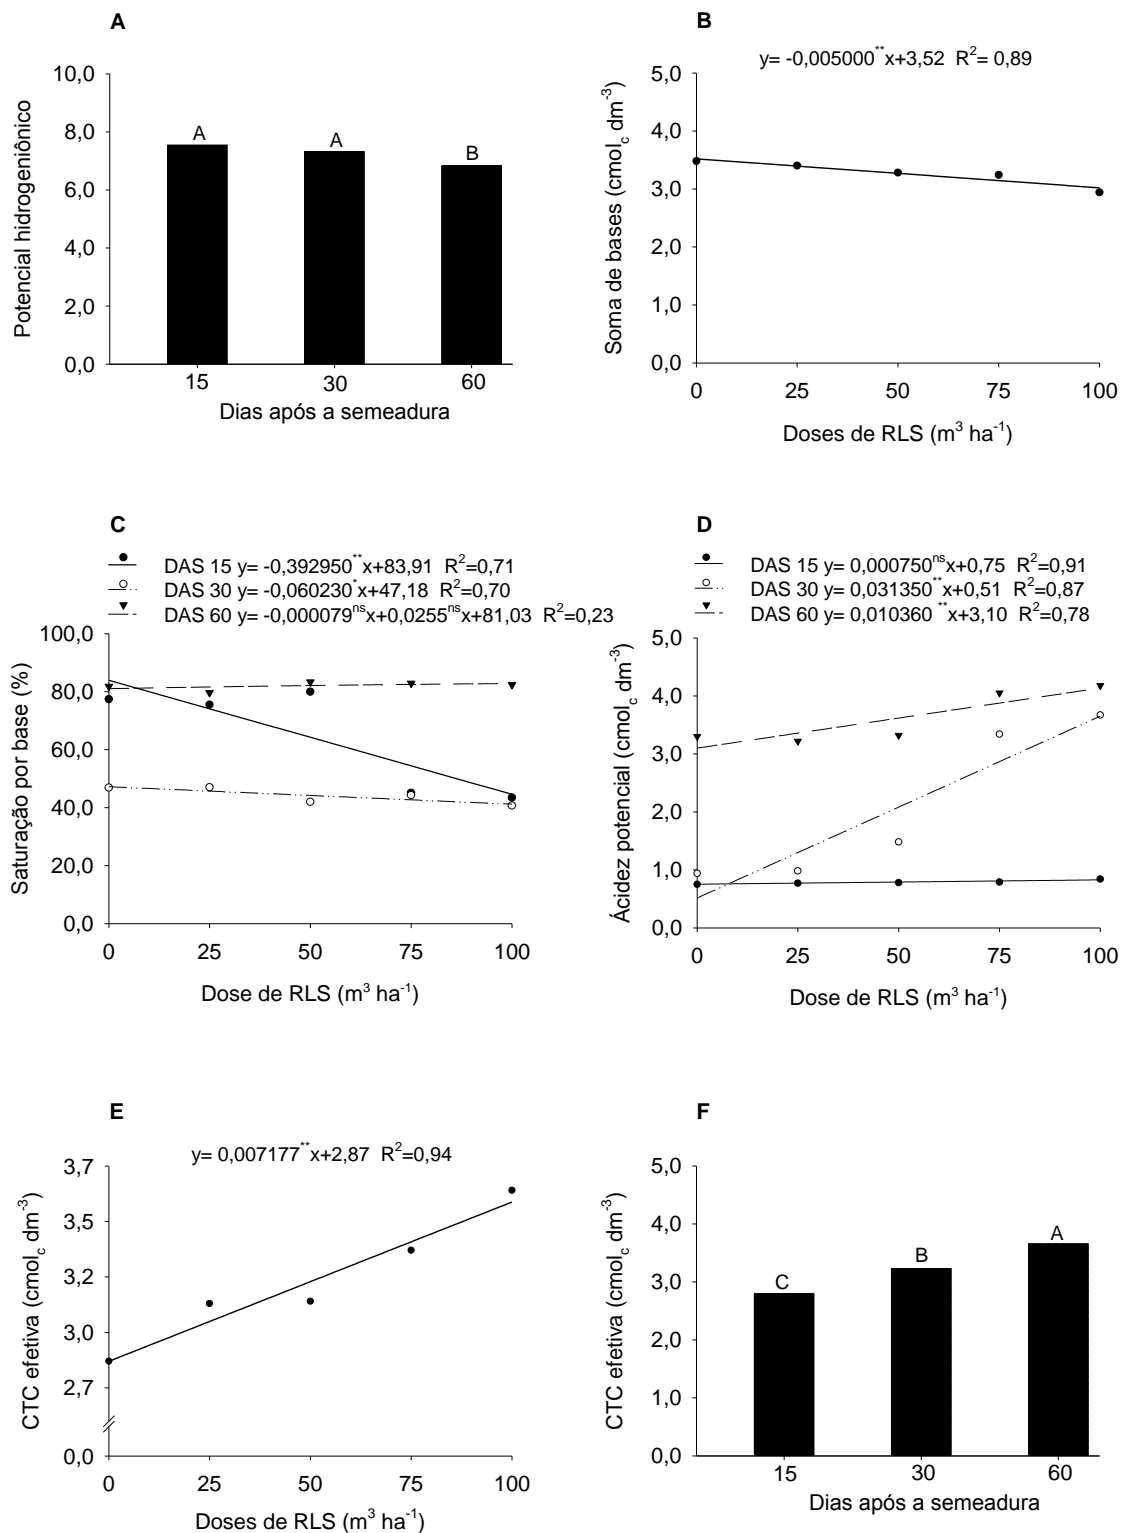 A
10,0
8,0
6,0
4,0
2,0
0,0
Potencial hidrogeniônico
A
A
B
15
30
60
Dias após a semeadura
B
y= -0,005000**x+3,52 R²= 0,89
5,0
4,0
3,0
2,0
1,0
0,0
Soma de bases (cmolc dm⁻³)
0
25
50
75
100
Doses de RLS (m³ ha⁻¹)
C
DAS 15 y= -0,392950**x+83,91 R²=0,71
DAS 30 y= -0,060230*x+47,18 R²=0,70
DAS 60 y= -0,000079ⁿˢx+0,0255ⁿˢx+81,03 R²=0,23
100,0
80,0
60,0
40,0
20,0
0,0
Saturação por base (%)
0
25
50
75
100
Dose de RLS (m³ ha⁻¹)
D
DAS 15 y= 0,000750ⁿˢx+0,75 R²=0,91
DAS 30 y= 0,031350**x+0,51 R²=0,87
DAS 60 y= 0,010360 **x+3,10 R²=0,78
5,0
4,0
3,0
2,0
1,0
0,0
Ácidez potencial (cmolc dm⁻³)
0
25
50
75
100
Dose de RLS (m³ ha⁻¹)
E
y= 0,007177**x+2,87 R²=0,94
3,7
3,5
3,2
3,0
2,7
0,0
CTC efetiva (cmolc dm⁻³)
0
25
50
75
100
Doses de RLS (m³ ha⁻¹)
F
5,0
4,0
3,0
2,0
1,0
0,0
CTC efetiva (cmolc dm⁻³)
C
B
A
15
30
60
Dias após a semeadura